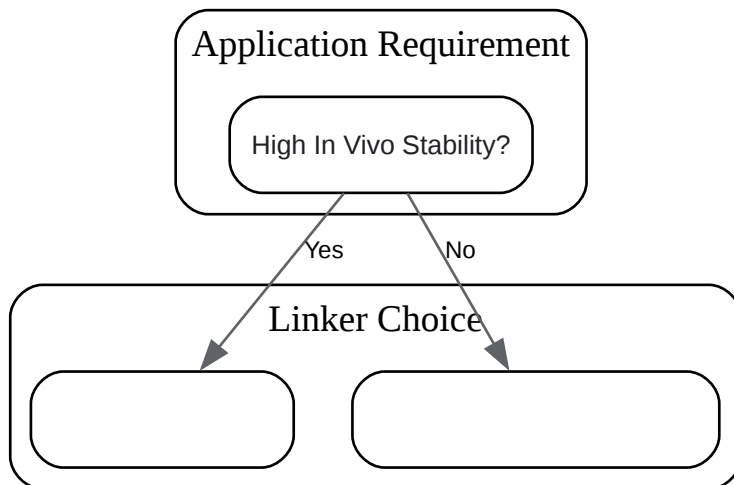 Application Requirement
High In Vivo Stability?
Yes
No
Linker Choice